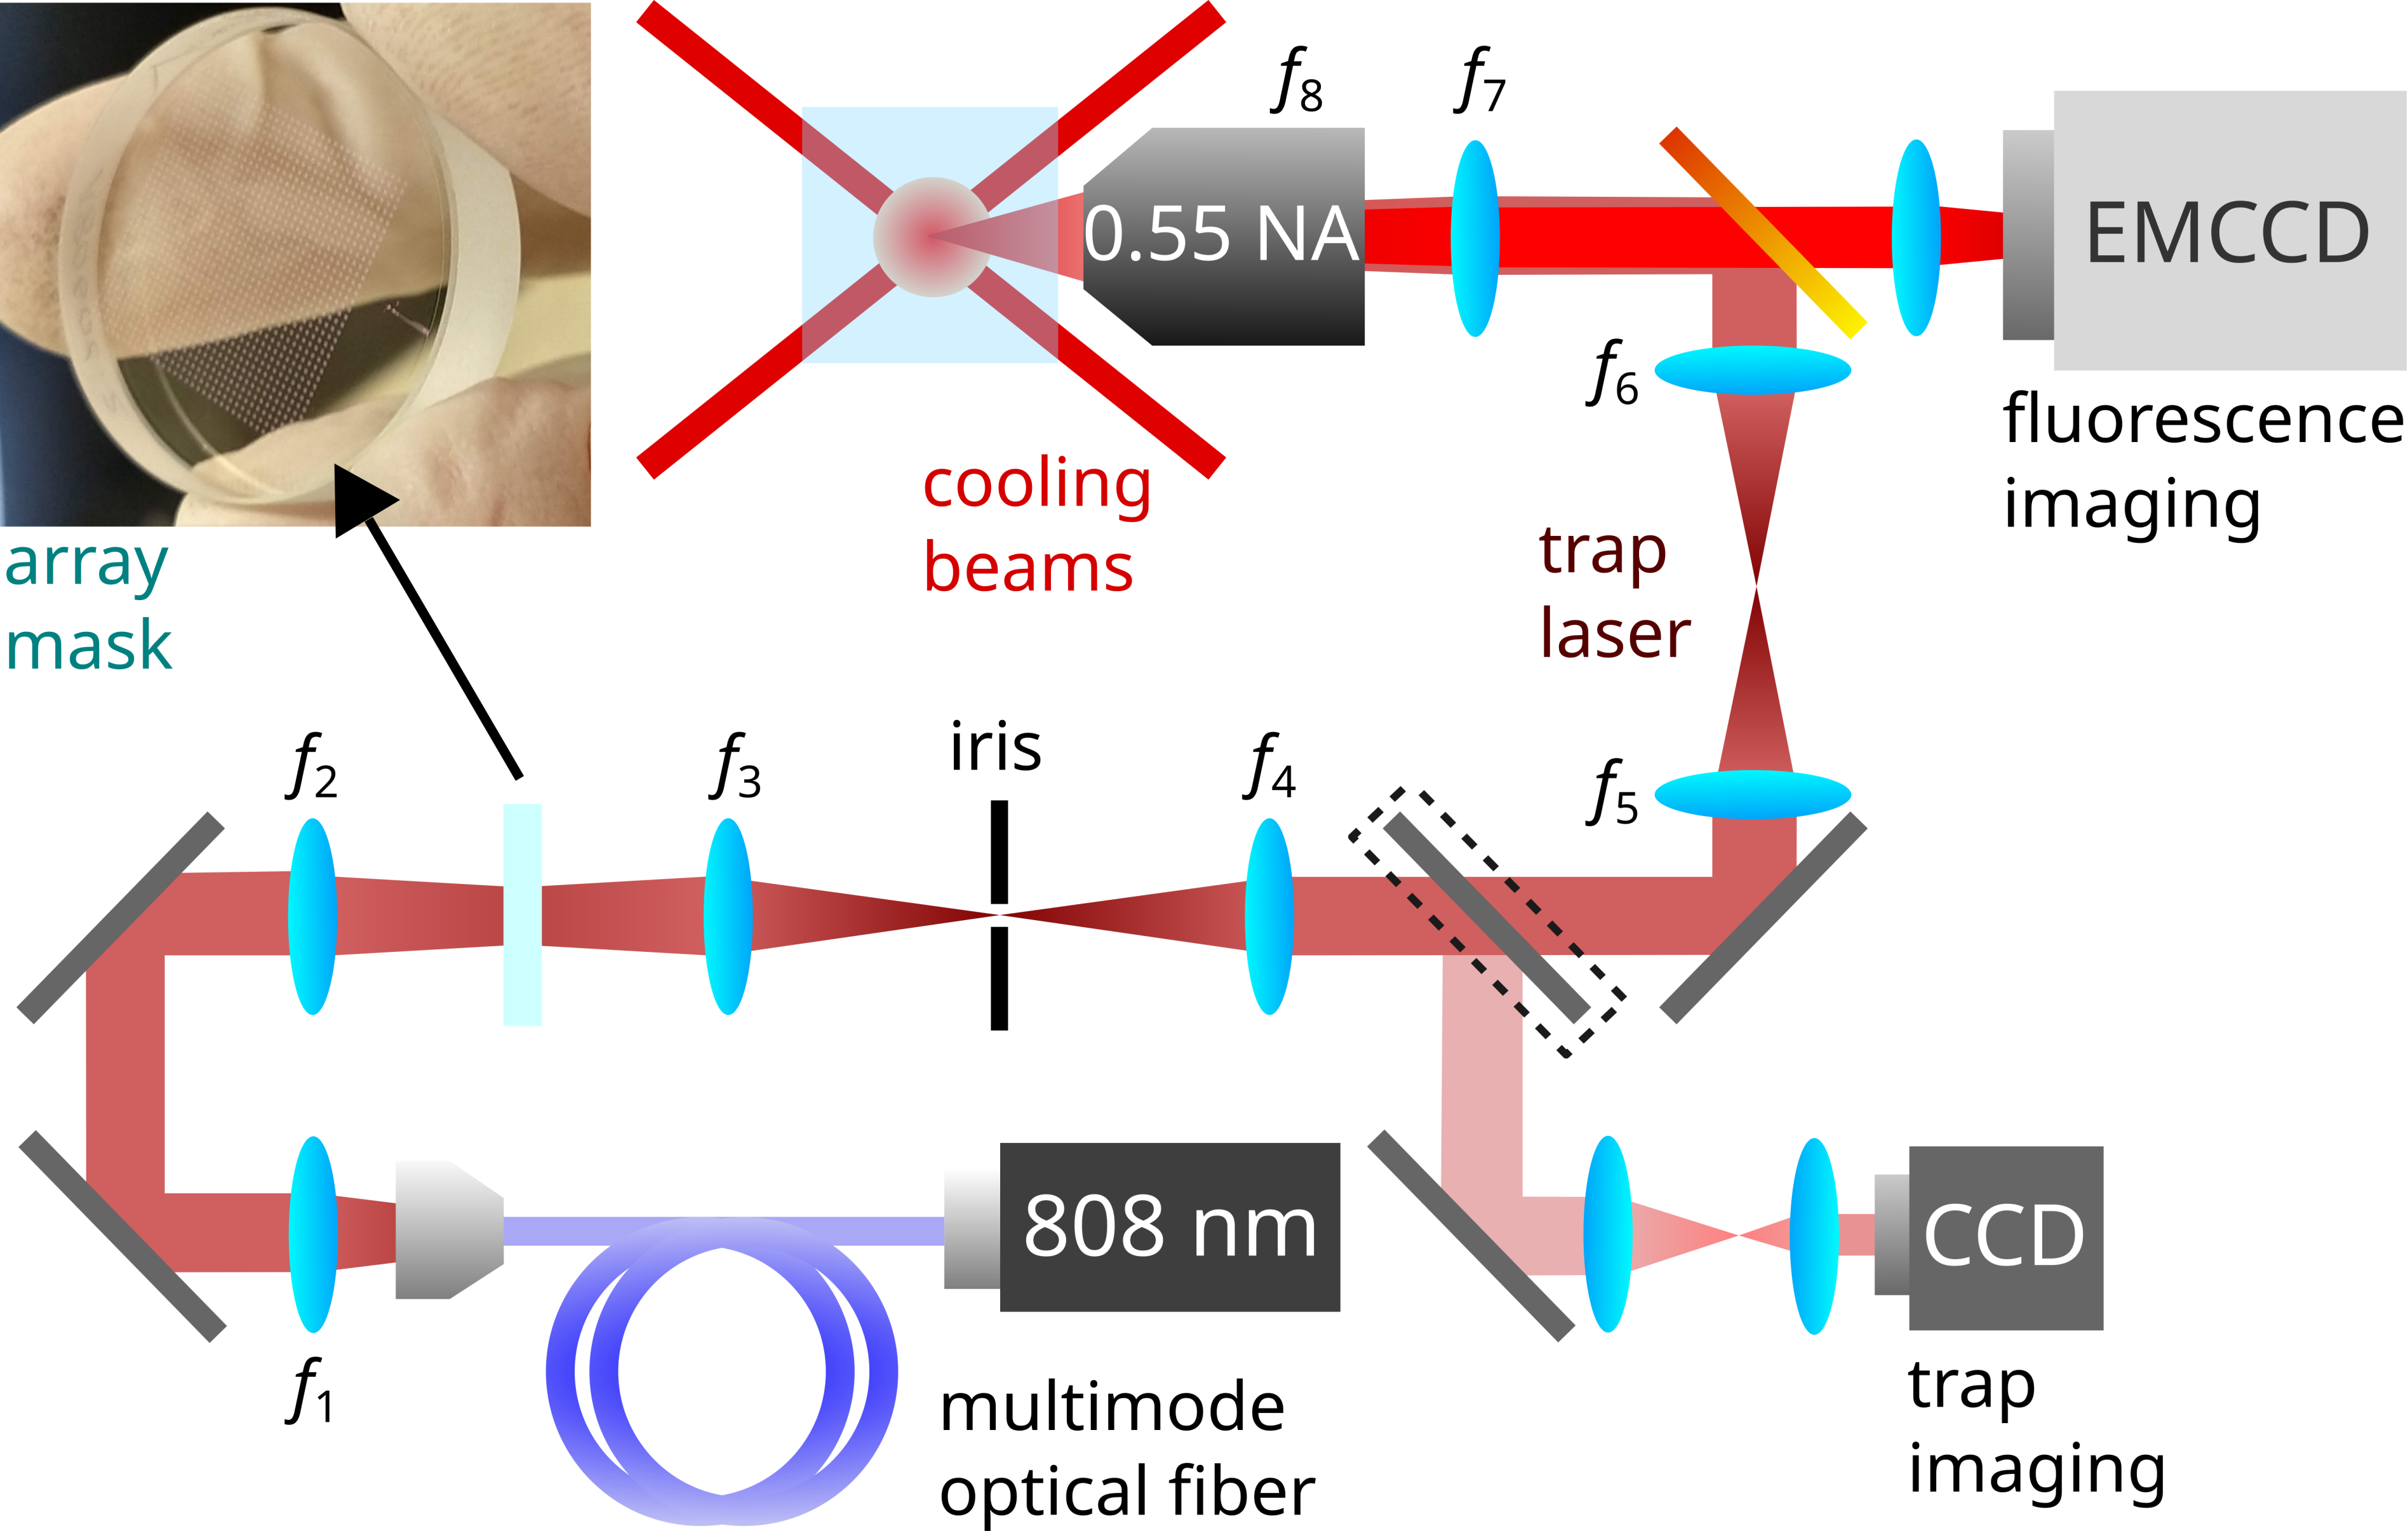 f8
f7
0.55 NA
EMCCD
f6
fluorescence
imaging
cooling
beams
array
mask
trap
laser
f2
f3
iris
f4
f5
808 nm
CCD
f1
multimode
optical fiber
trap
imaging